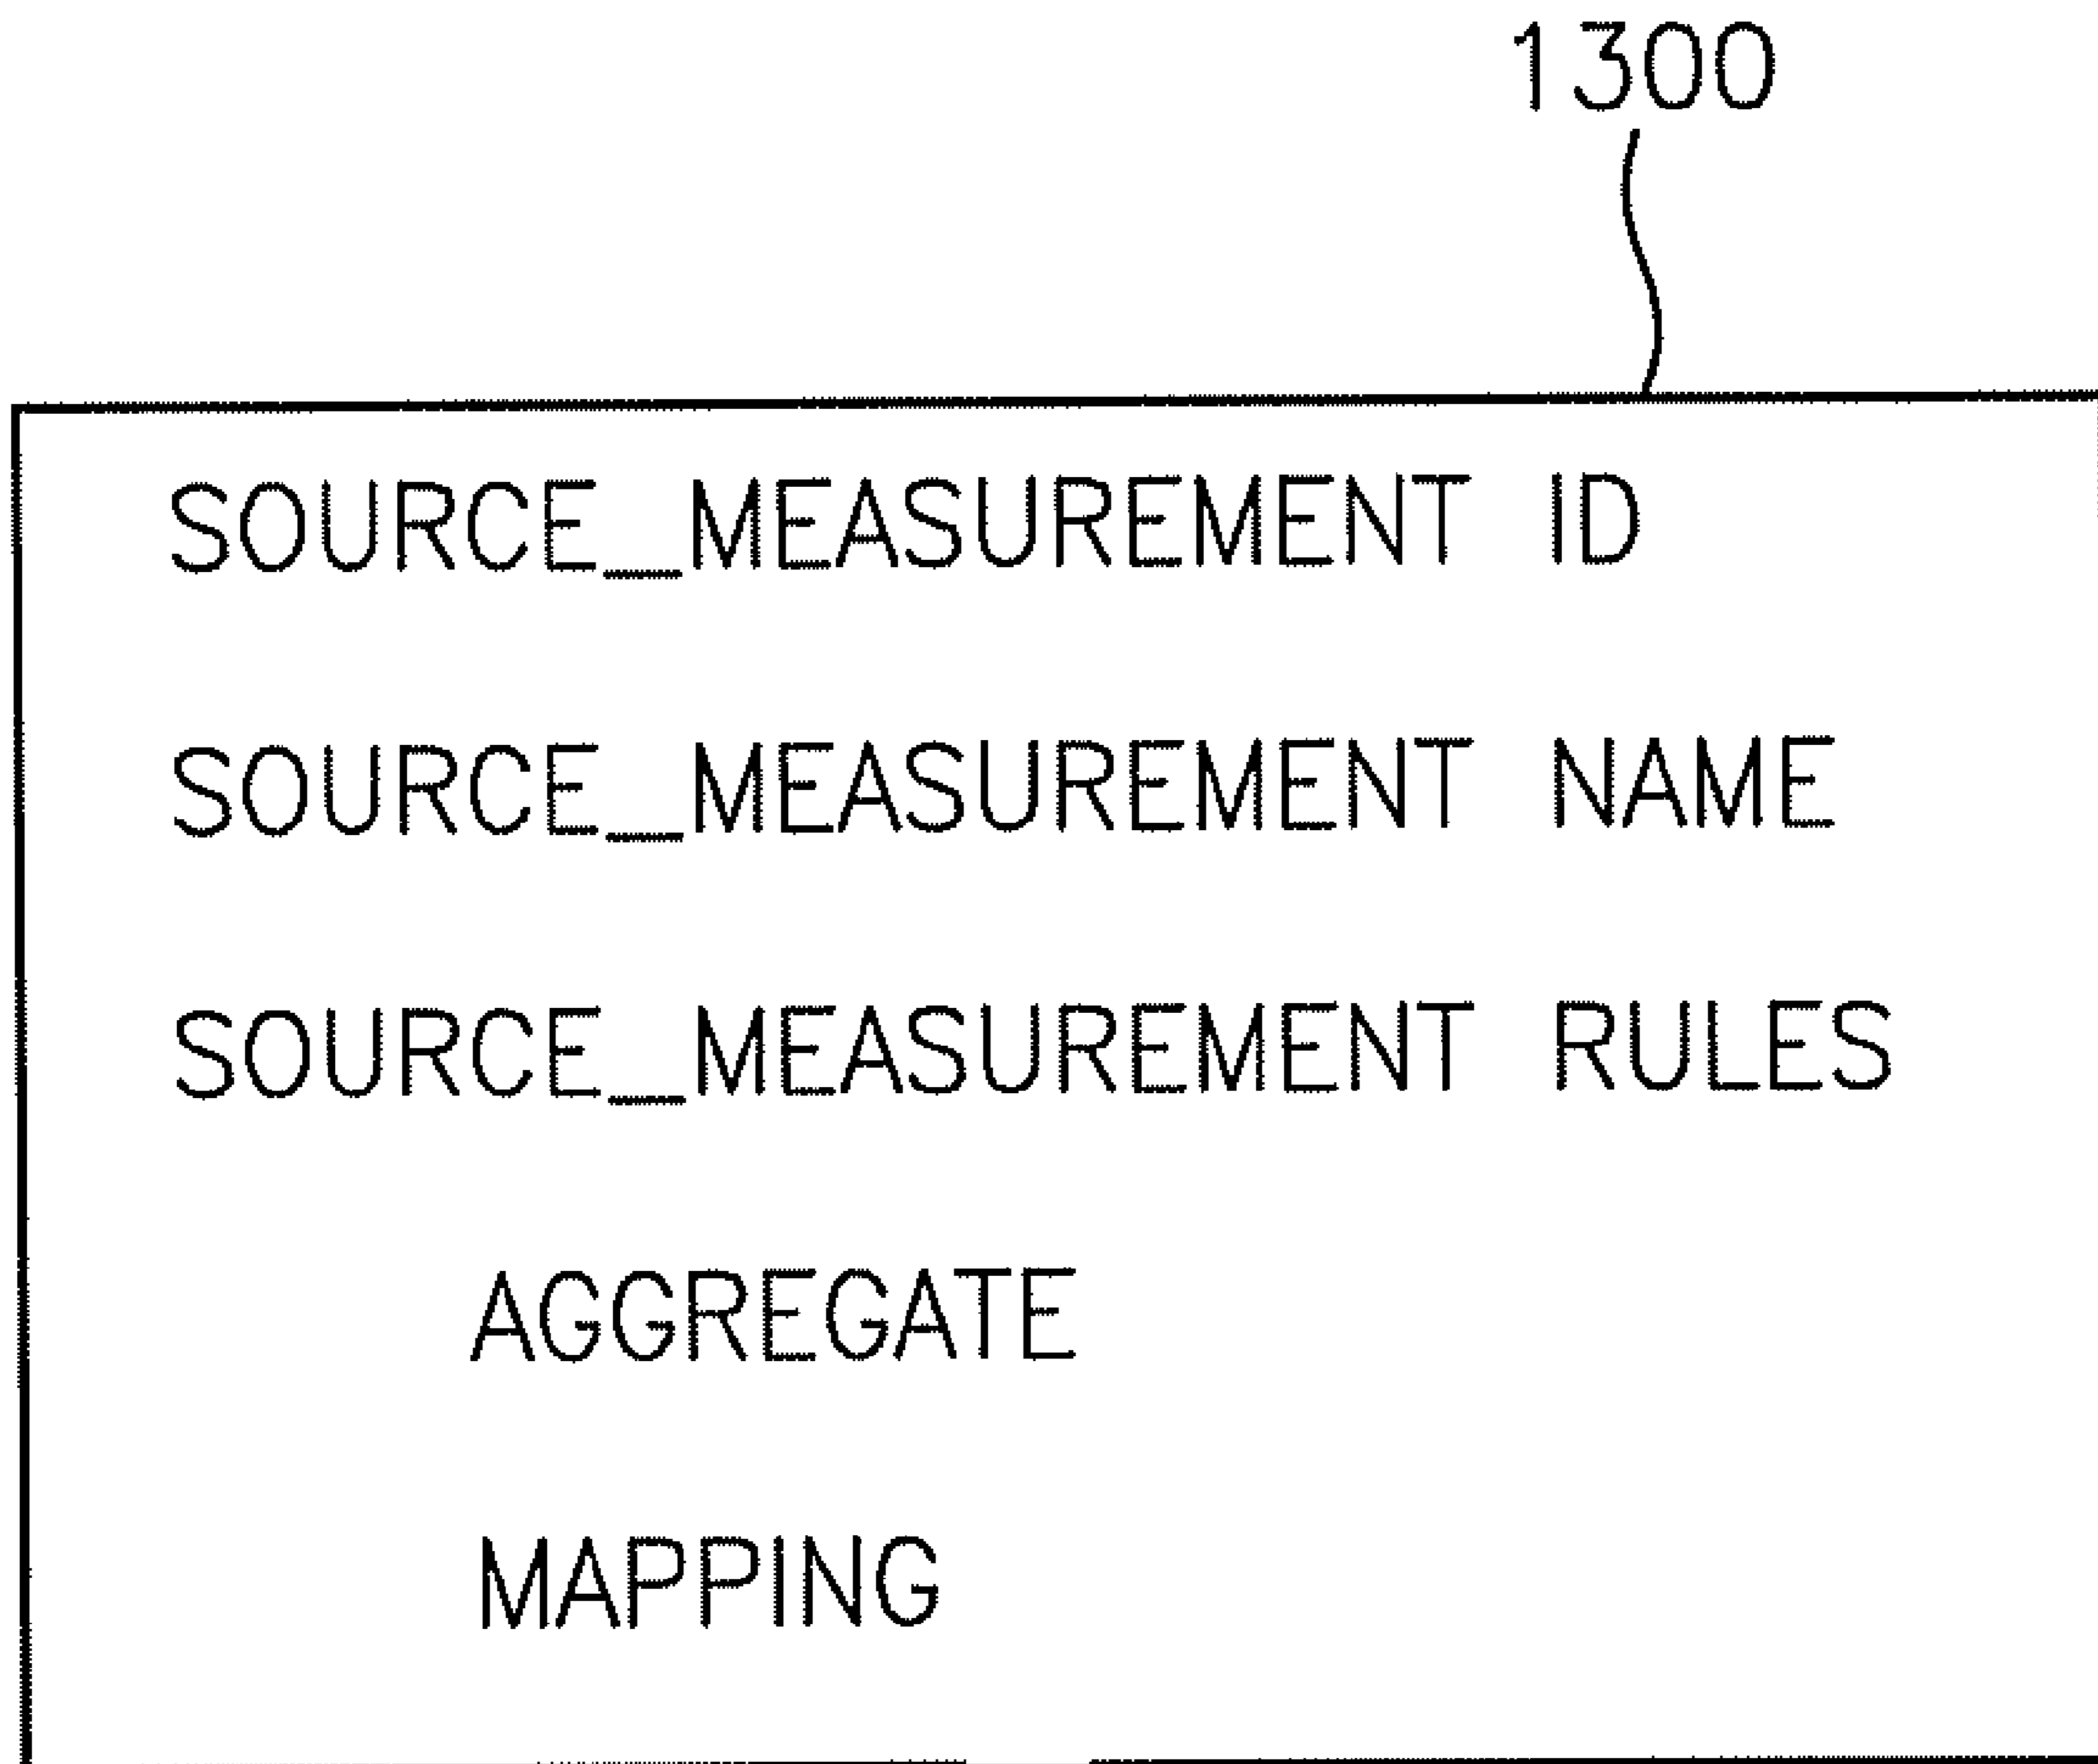 1300
SOURCE_MEASUREMENT ID
SOURCE_MEASUREMENT NAME
SOURCE_MEASUREMENT RULES
AGGREGATE
MAPPING